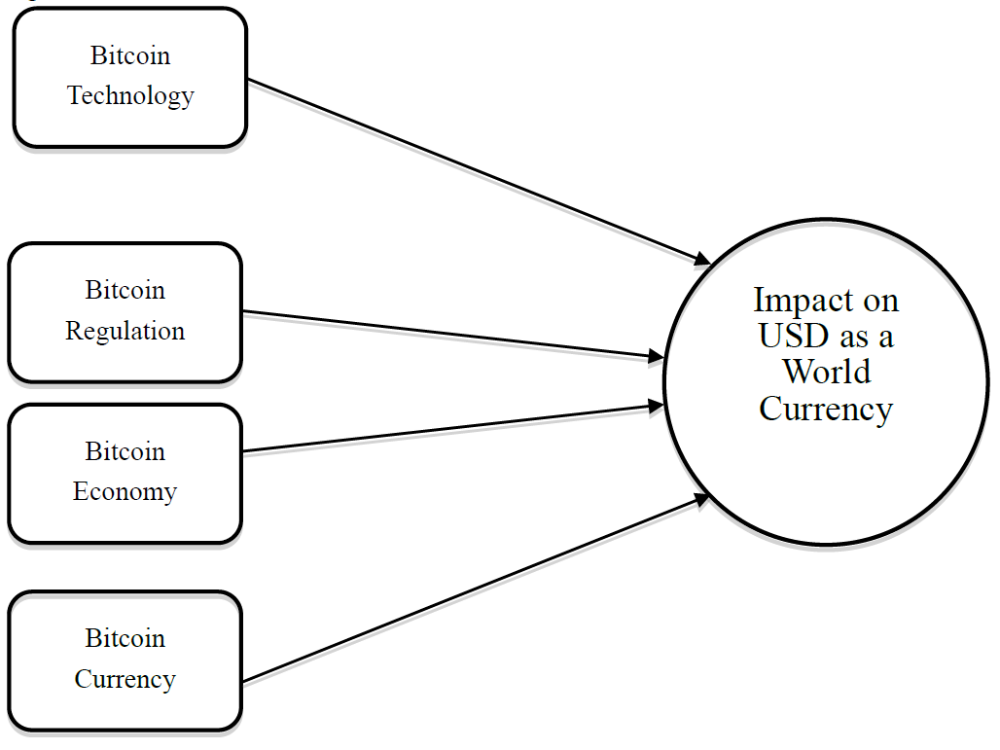 Bitcoin
Technology
Bitcoin
Regulation
Impact on
USD as a
World
Currency
Bitcoin
Economy
Bitcoin
Currency